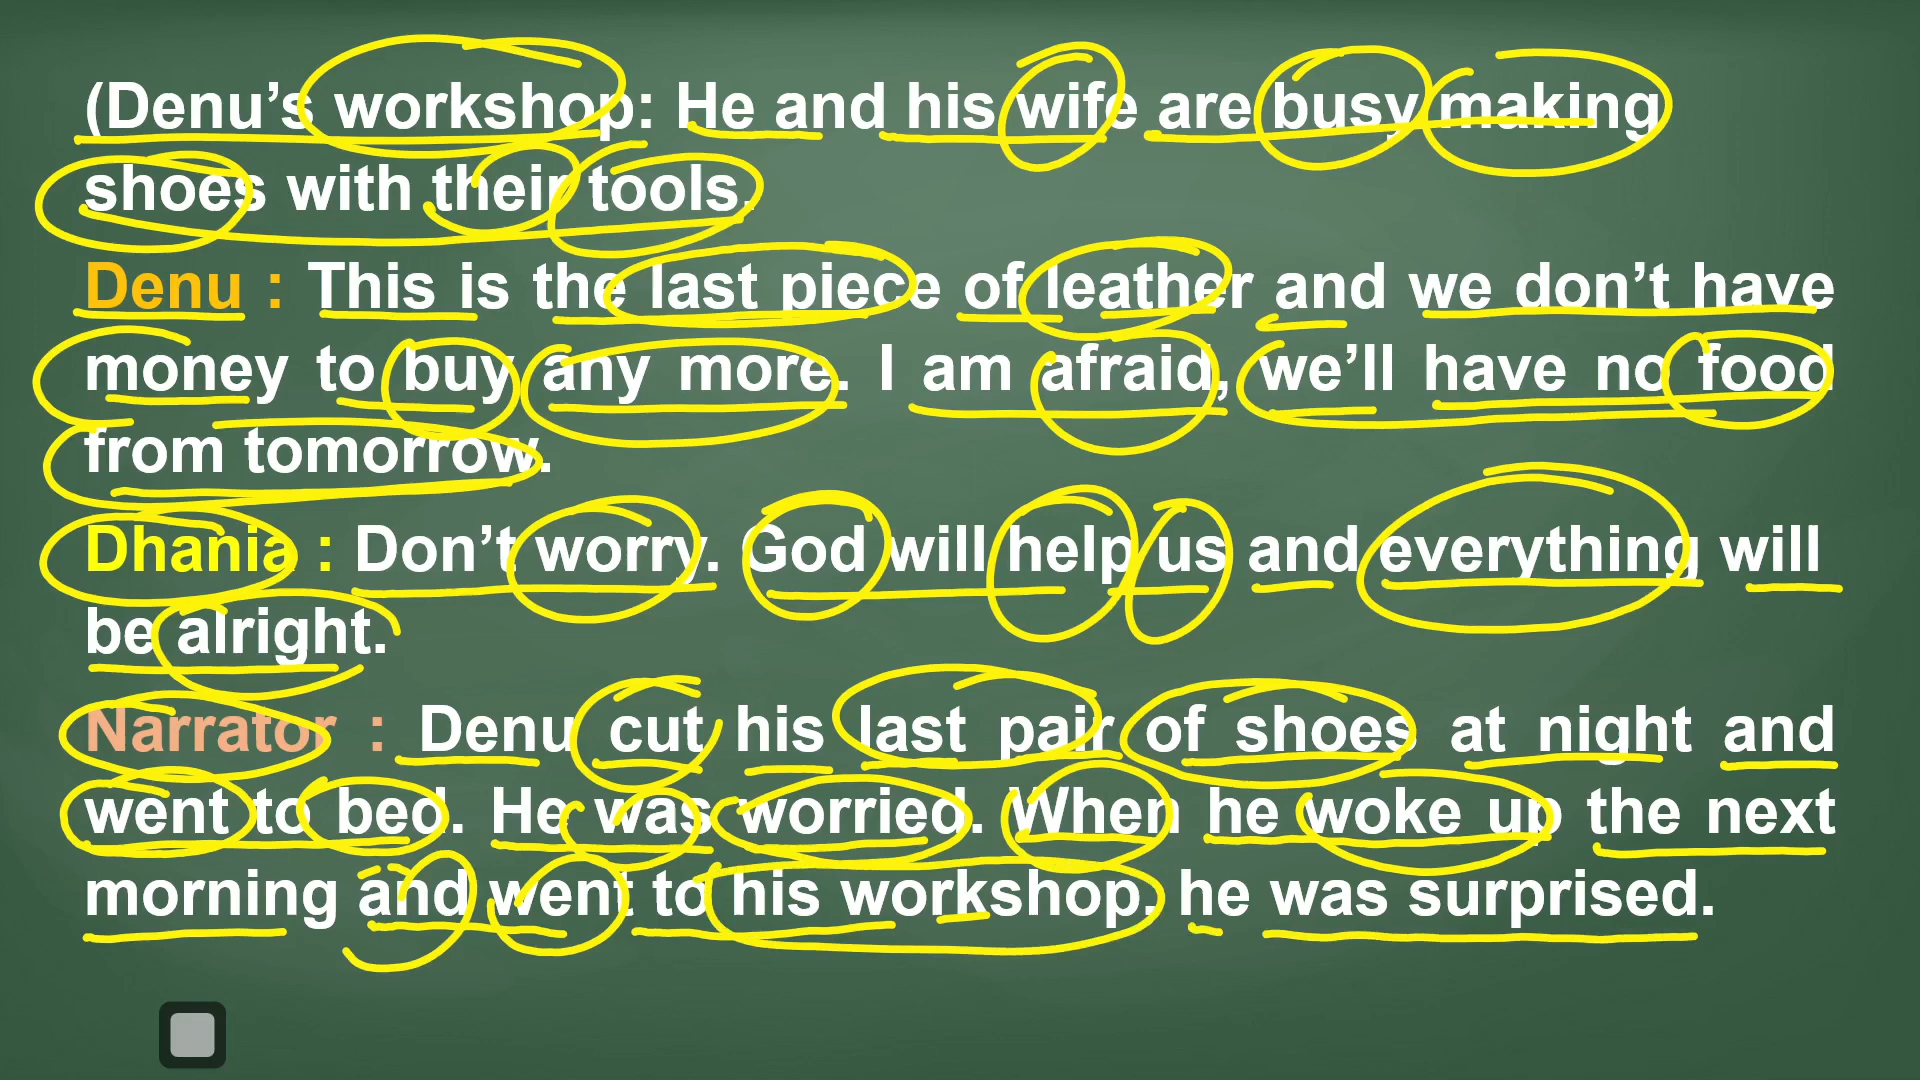 (Denu’s workshop: He and his wife are busy making
shoes with their tools.
Denu : This is the last piece of leather and we don’t have
money to buy any more. I am afraid, we’ll have no food
from tomorrow.
Dhania : Don’t worry. God will help us and everything will
be alright.
Narrator : Denu cut his last pair of shoes at night and
went to bed. He was worried. When he woke up the next
morning and went to his workshop, he was surprised.